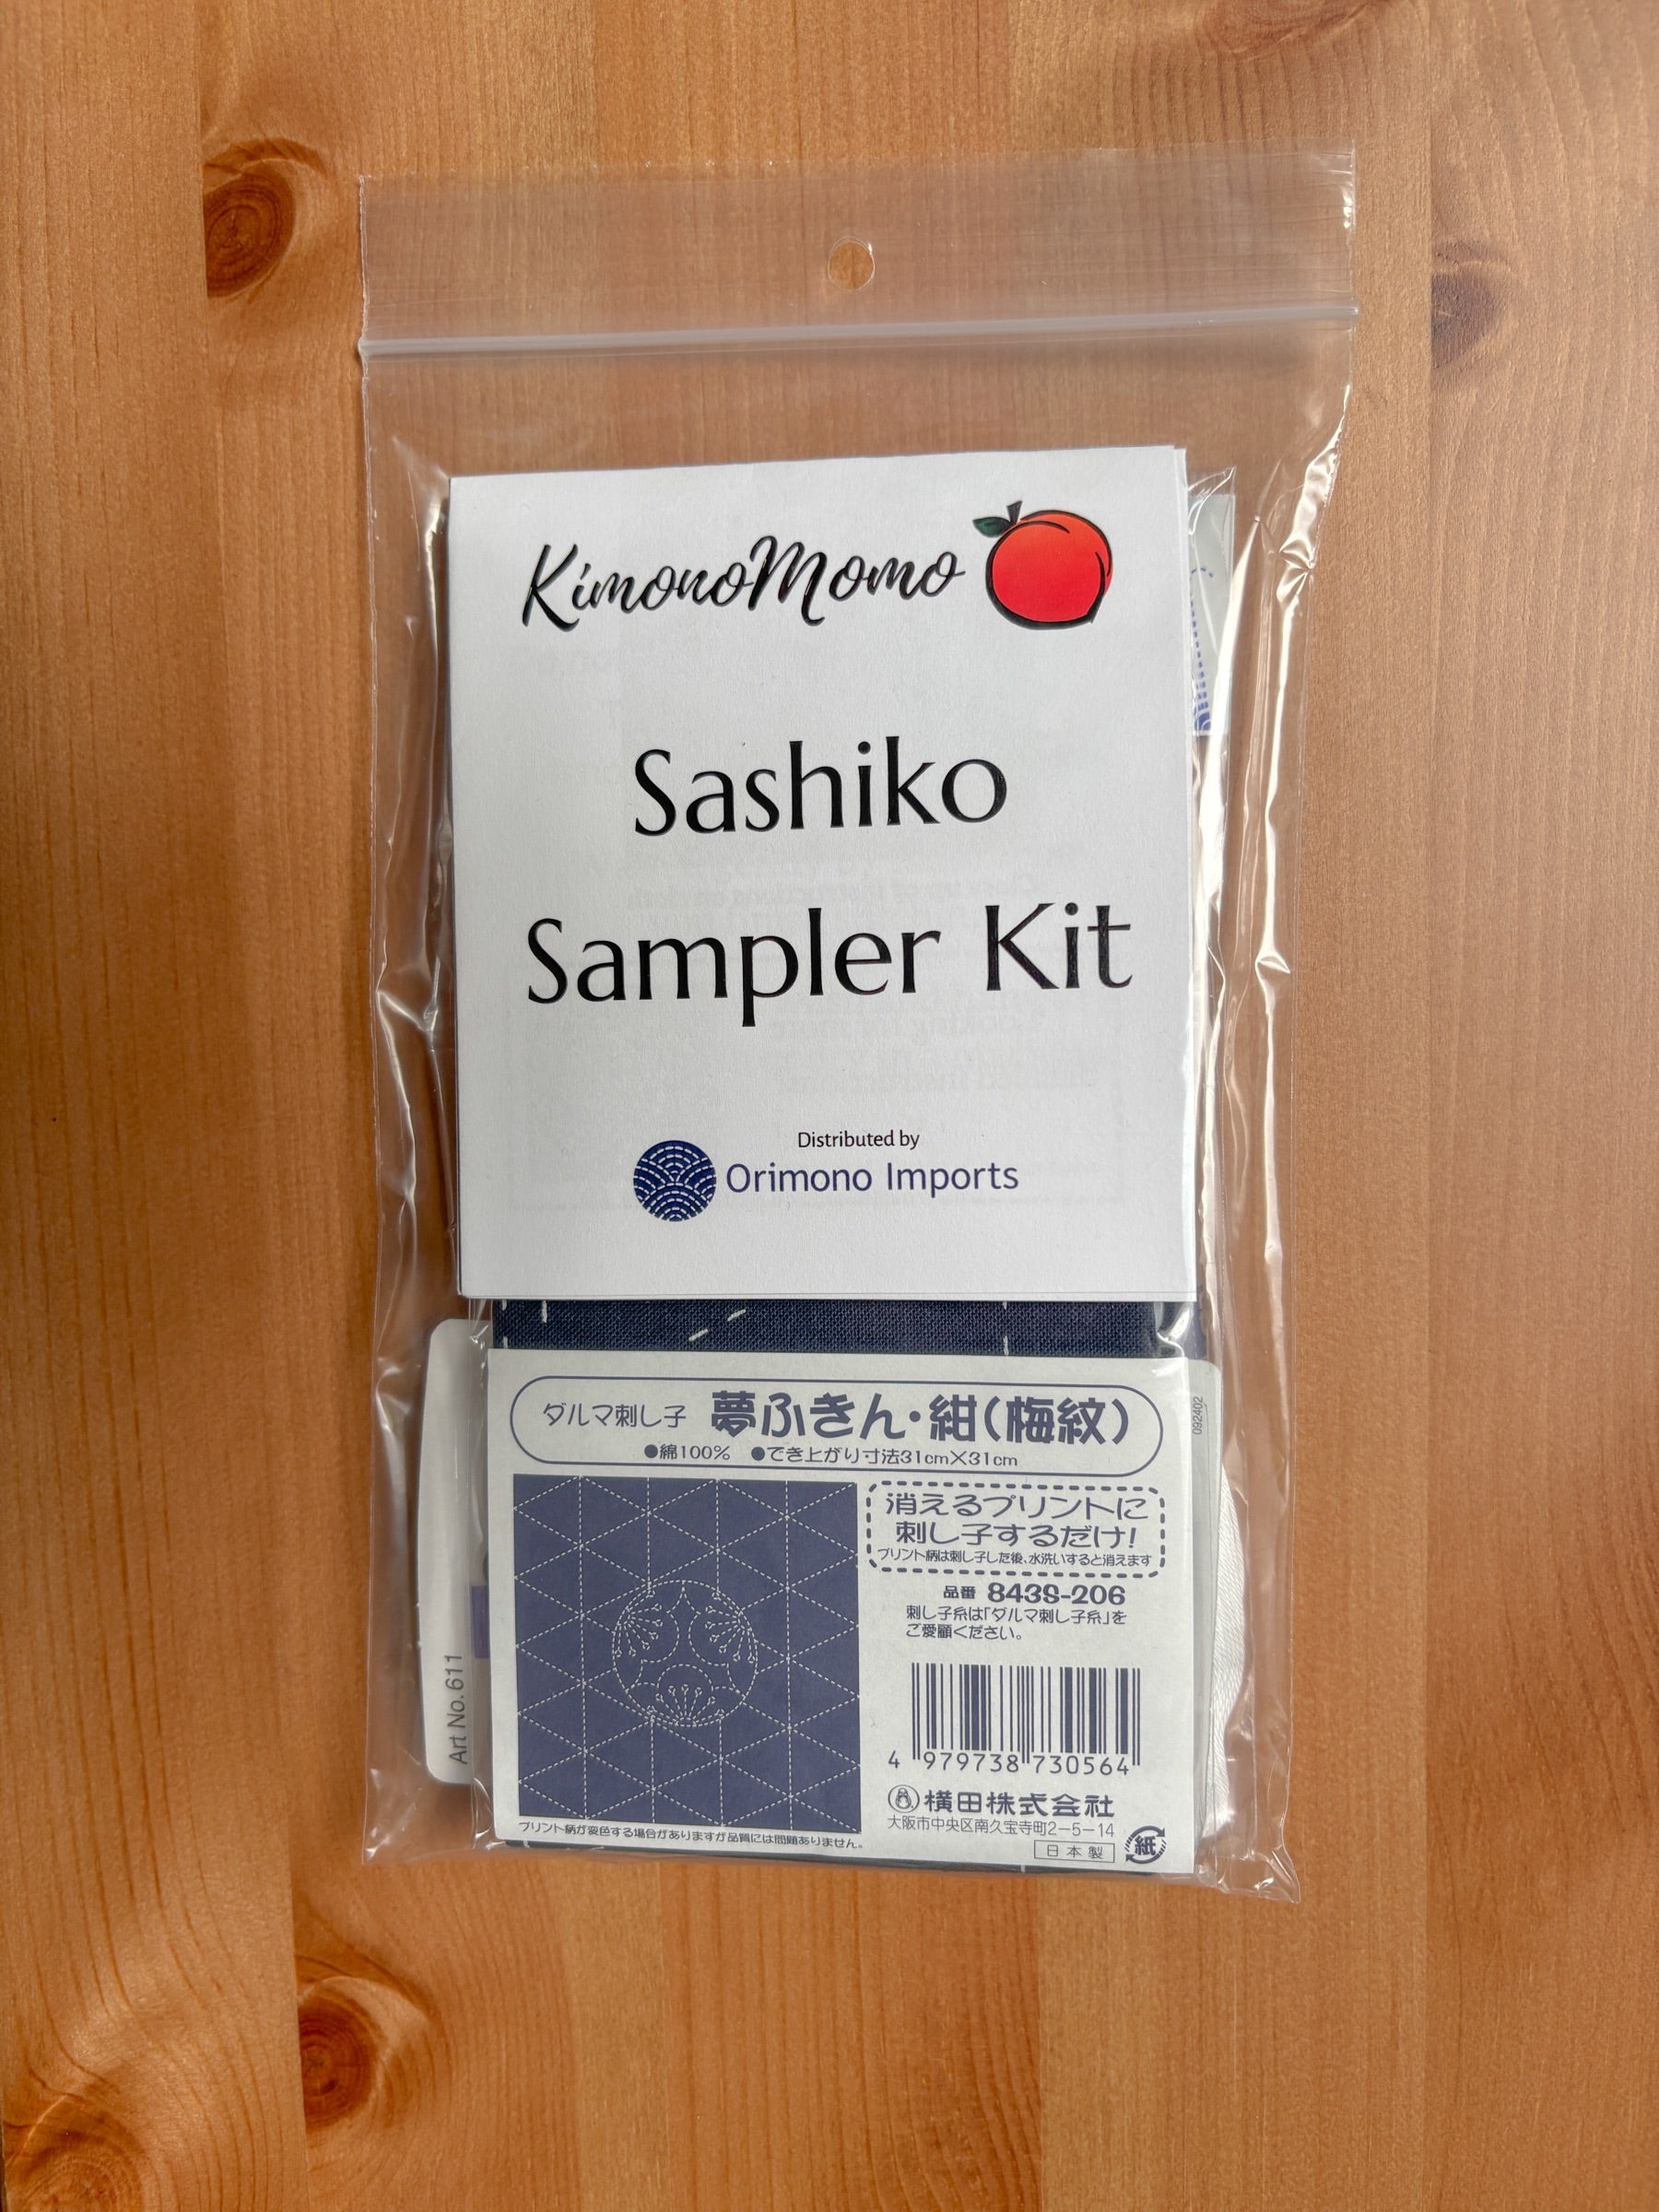 KimonoMomo
Sashiko
Sampler Kit
Distributed by
Orimono Imports
ダルマ刺し子 夢ふきん・紺(梅紋)
●綿100% ●でき上がり寸法31cm×31cm
092402
消えるプリントに
刺し子するだけ!
プリント柄は刺し子した後、水洗いすると消えます
品番 843S-206
刺し子糸は「ダルマ刺し子糸」を
ご愛顧ください。
4 979738 730564
横田株式会社
大阪市中央区南久宝寺町2-5-14
日本製
紙
プリント柄が変色する場合がありますが品質には問題ありません。
Art No. 611